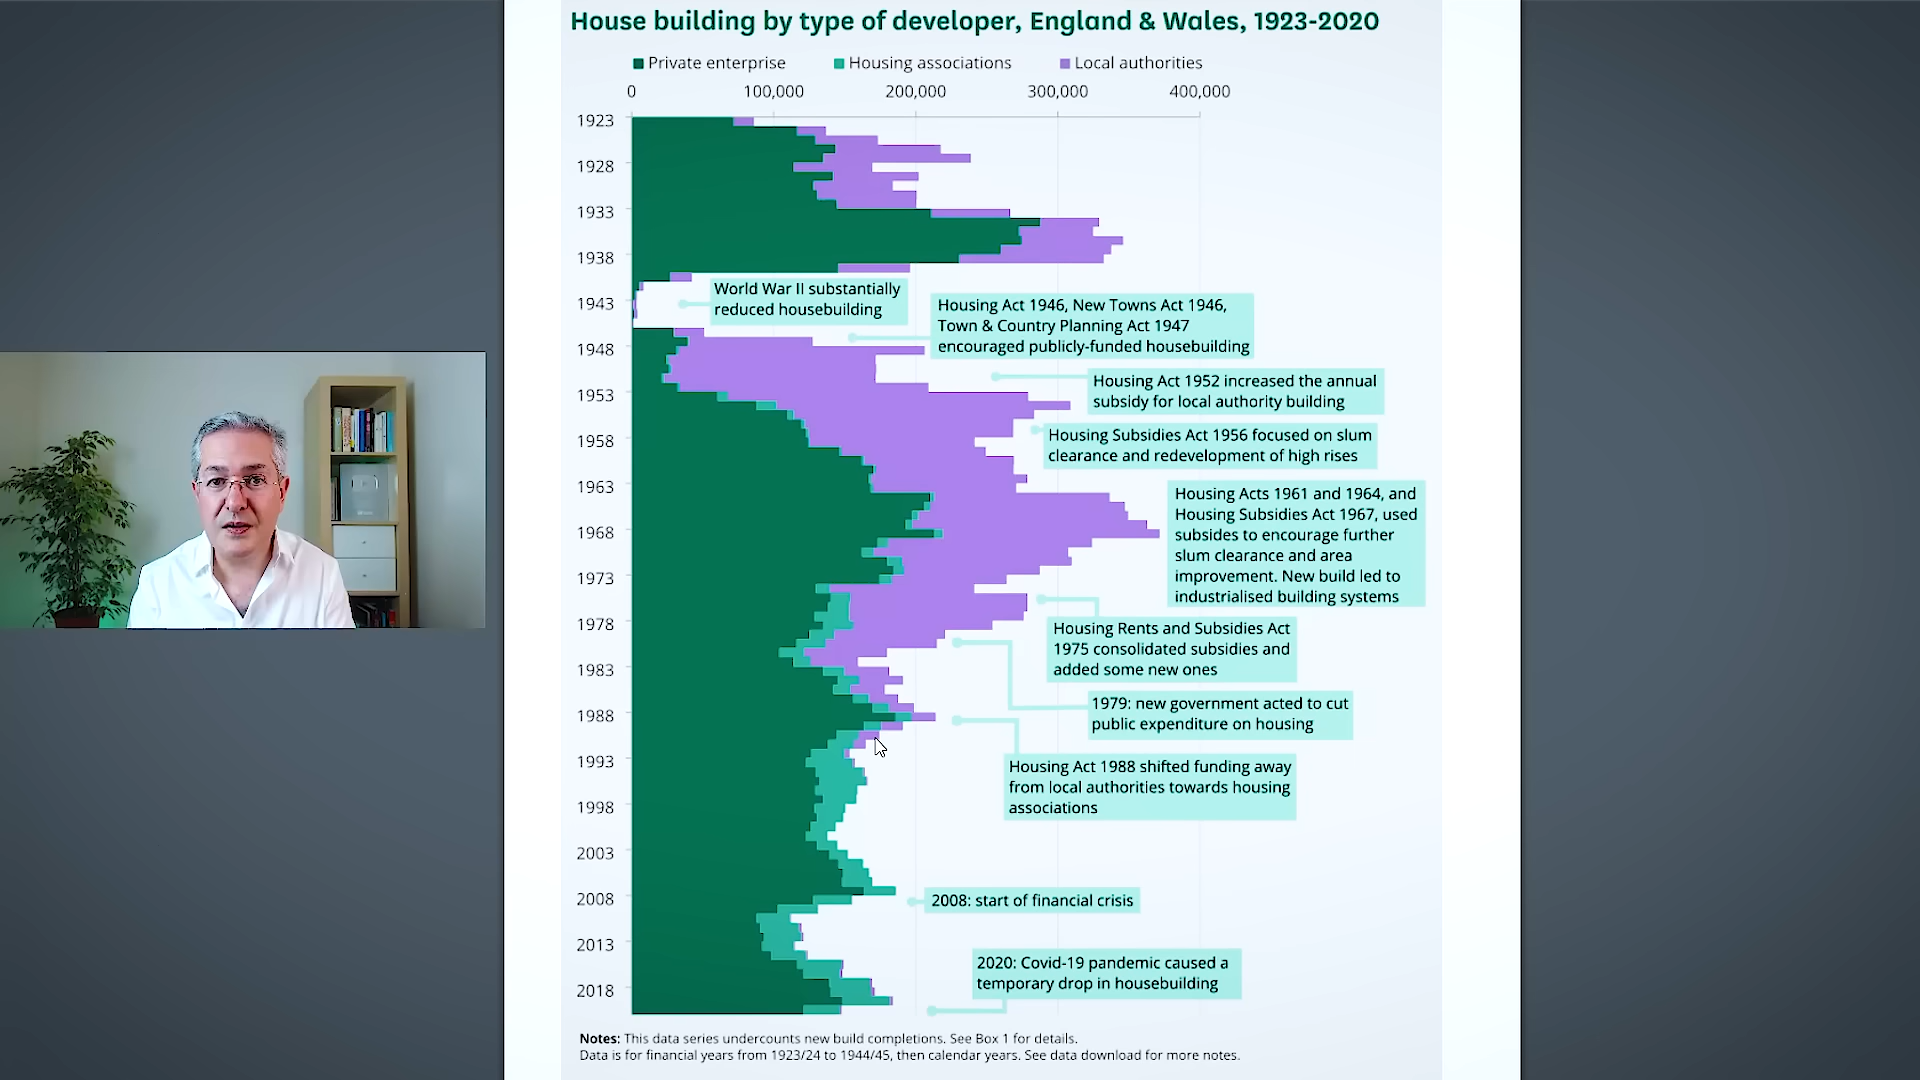 House building by type of developer, England & Wales, 1923-2020
Private enterprise
Housing associations
Local authorities
0
100,000
200,000
300,000
400,000
1923
1928
1933
1938
World War II substantially
reduced housebuilding
1943
Housing Act 1946, New Towns Act 1946,
Town & Country Planning Act 1947
encouraged publicly-funded housebuilding
1948
Housing Act 1952 increased the annual
subsidy for local authority building
1953
Housing Subsidies Act 1956 focused on slum
clearance and redevelopment of high rises
1958
1963
Housing Acts 1961 and 1964, and
Housing Subsidies Act 1967, used
subsides to encourage further
slum clearance and area
improvement. New build led to
industrialised building systems
1968
1973
1978
Housing Rents and Subsidies Act
1975 consolidated subsidies and
added some new ones
1983
1979: new government acted to cut
public expenditure on housing
1988
1993
Housing Act 1988 shifted funding away
from local authorities towards housing
associations
1998
2003
2008
2008: start of financial crisis
2013
2020: Covid-19 pandemic caused a
temporary drop in housebuilding
2018
Notes: This data series undercounts new build completions. See Box 1 for details.
Data is for financial years from 1923/24 to 1944/45, then calendar years. See data download for more notes.